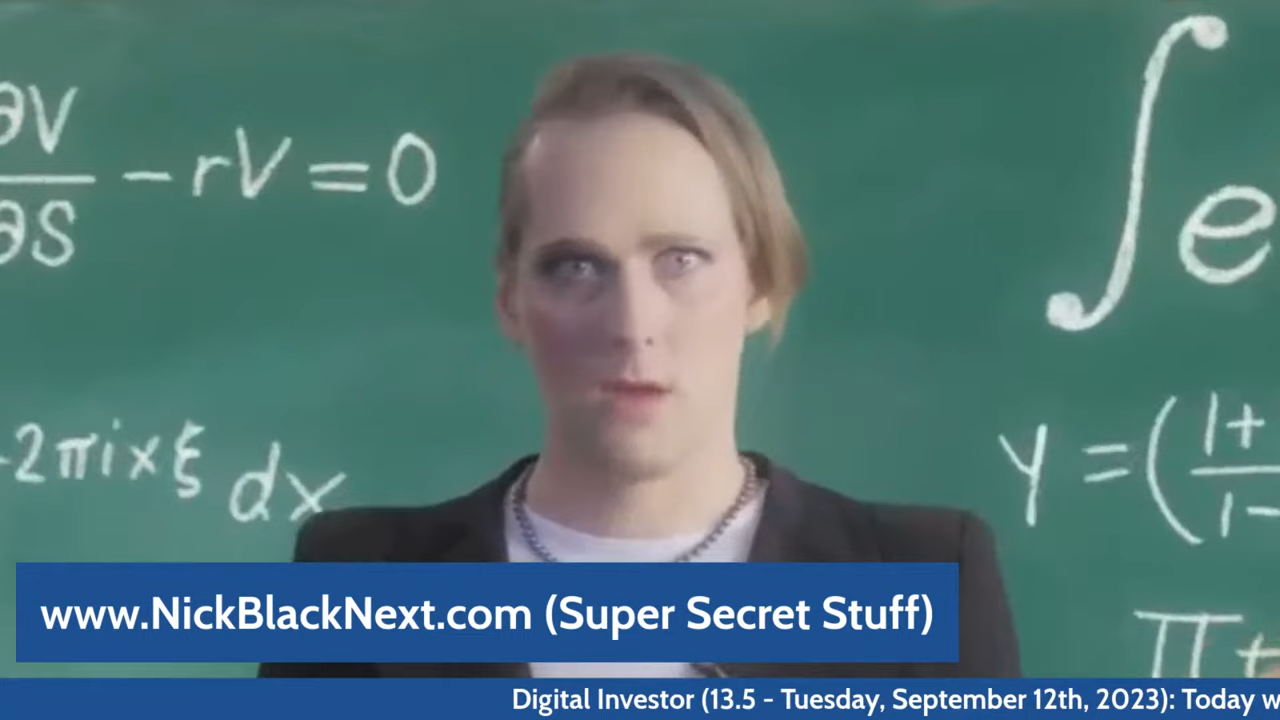 ∂V/∂S − rV = 0
∫e
-2πixξ dx
y = (1+/1-
π+
www.NickBlackNext.com (Super Secret Stuff)
Digital Investor (13.5 - Tuesday, September 12th, 2023): Today w